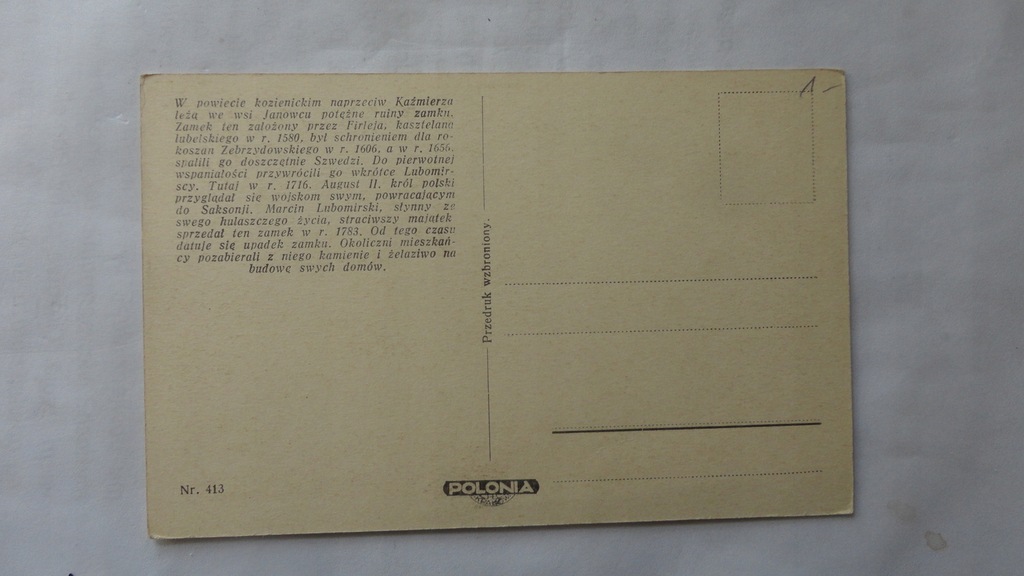 W powiecie kozienickim naprzeciw Kaźmierza
leżą we wsi Janowcu potężne ruiny zamku.
Zamek ten założony przez Firleja, kasztelana
lubelskiego w r. 1580, był schronieniem dla ro-
koszan Zebrzydowskiego w r. 1606, a w r. 1656.
spalili go doszczętnie Szwedzi. Do pierwotnej
wspaniałości przywrócili go wkrótce Lubomir-
scy. Tutaj w r. 1716. August II. król polski
przyglądał się wojskom swym, powracającym
do Saksonji. Marcin Lubomirski, słynny ze
swego hulaszczego życia, straciwszy majątek
sprzedał ten zamek w r. 1783. Od tego czasu
datuje się upadek zamku. Okoliczni mieszkań-
cy pozabierali z niego kamienie i żelaziwo na
budowę swych domów.
Nr. 413
Przedruk wzbroniony.
POLONIA
1-